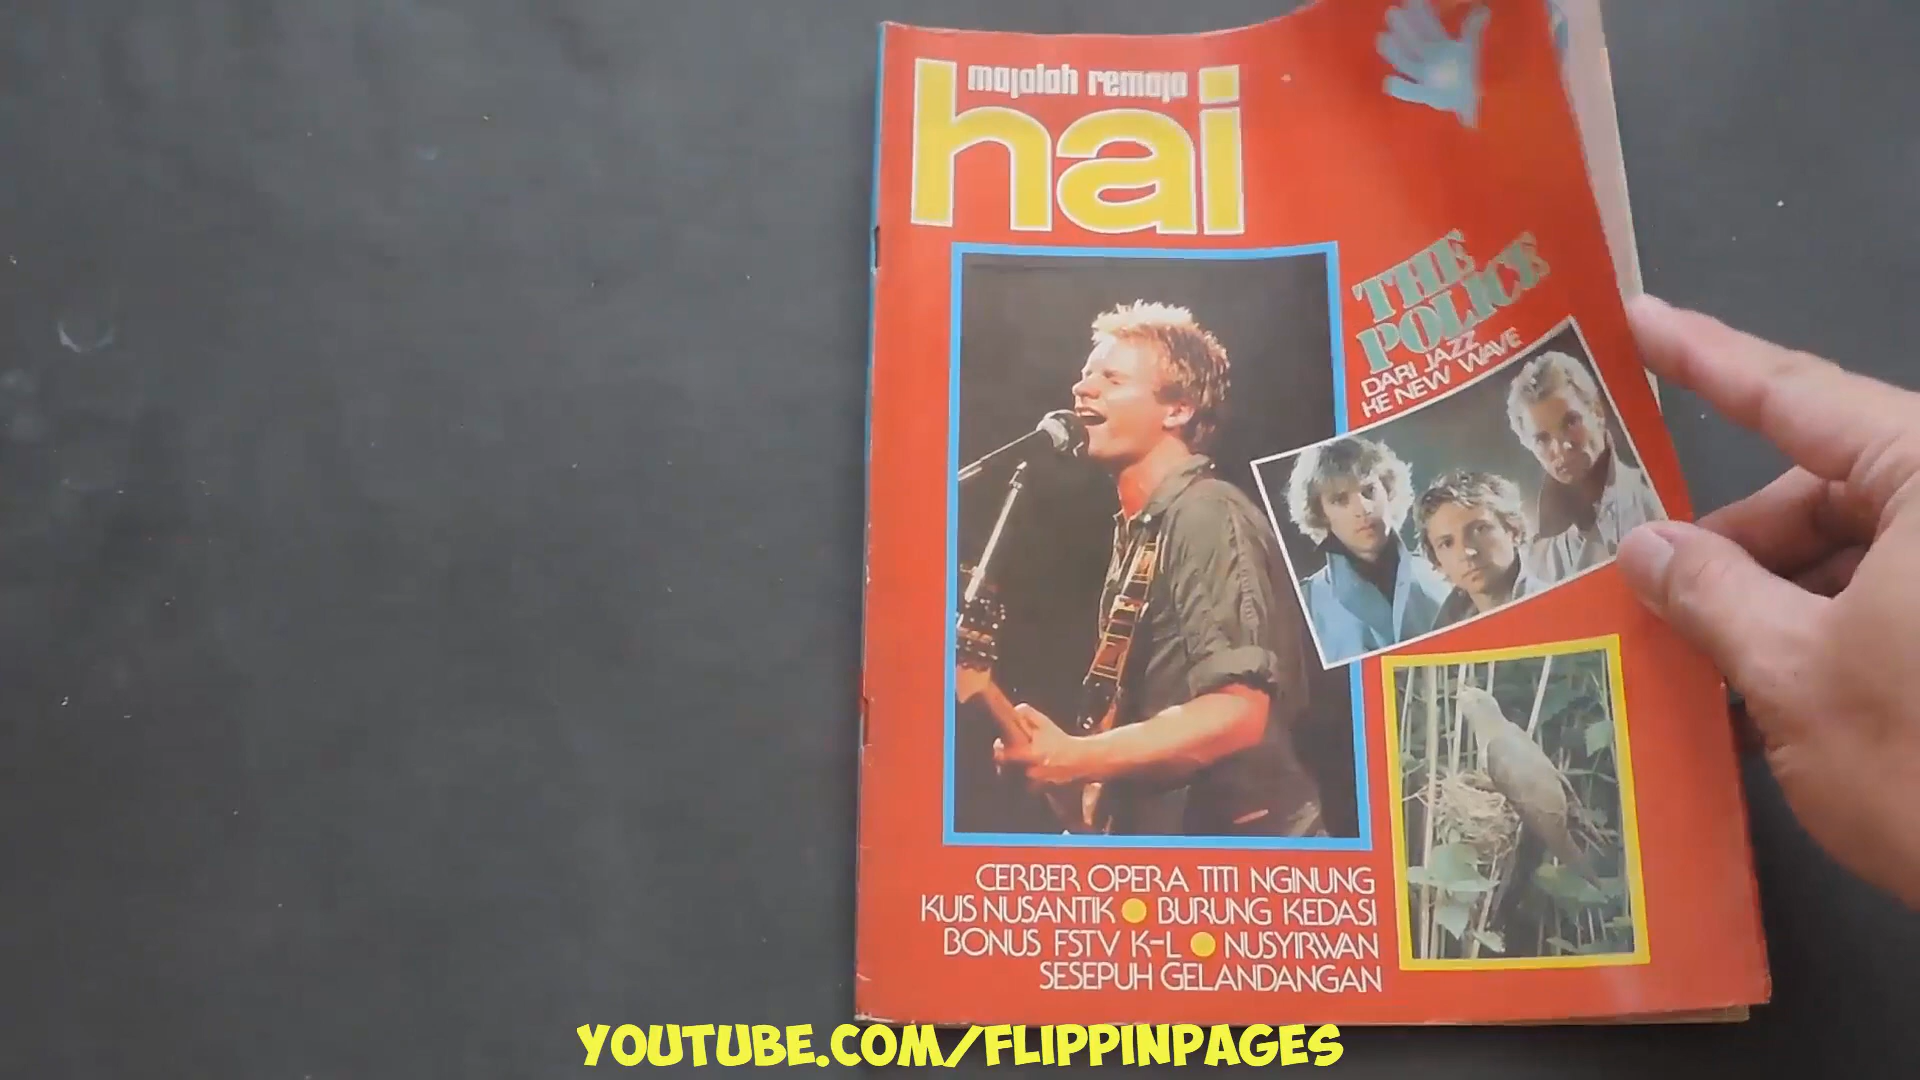 majalah remaja
hai
THE
POLICE
DARI JAZZ
KE NEW WAVE
CERBER OPERA TITI NGINUNG
KUIS NUSANTIK ● BURUNG KEDASI
BONUS FSTV K-L ● NUSYIRWAN
SESEPUH GELANDANGAN
YOUTUBE.COM/FLIPPINPAGES